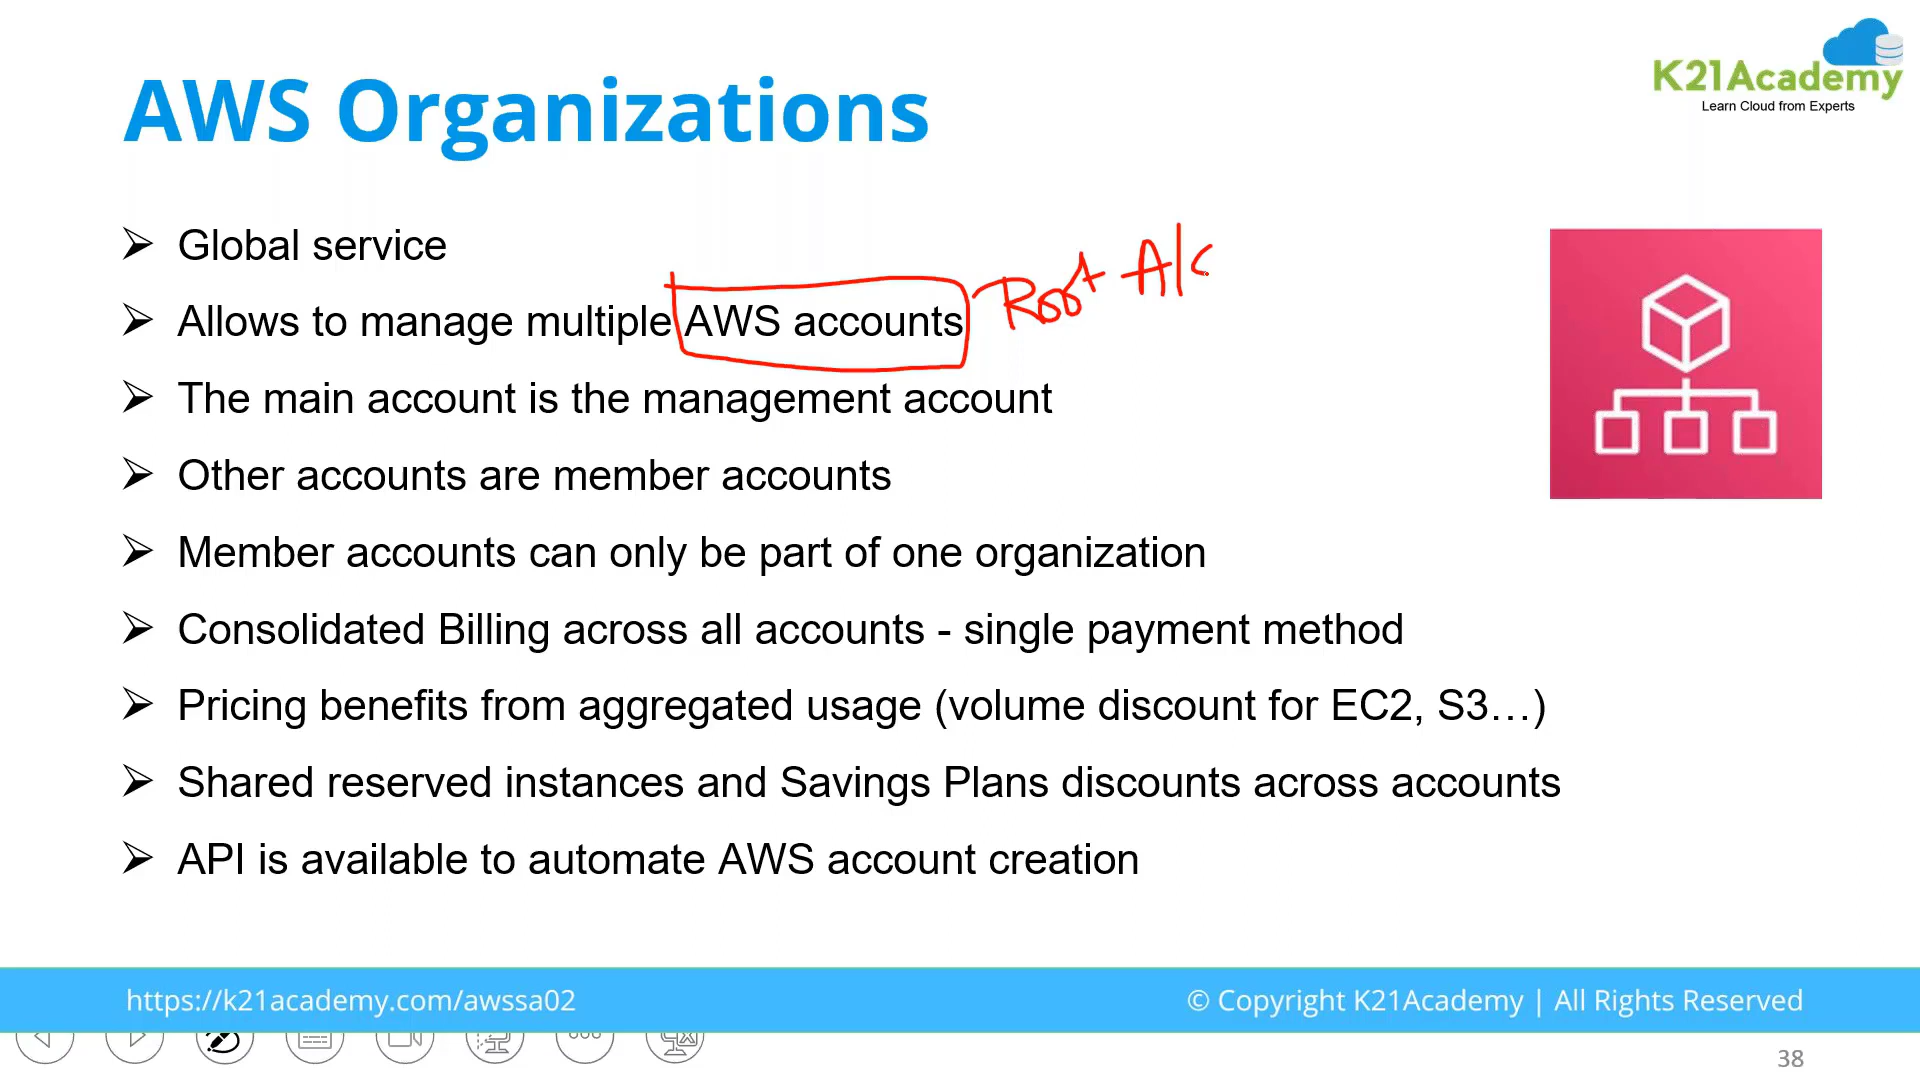 K21Academy
Learn Cloud from Experts
AWS Organizations
Global service
Root A/c
Allows to manage multiple AWS accounts
The main account is the management account
Other accounts are member accounts
Member accounts can only be part of one organization
Consolidated Billing across all accounts - single payment method
Pricing benefits from aggregated usage (volume discount for EC2, S3…)
Shared reserved instances and Savings Plans discounts across accounts
API is available to automate AWS account creation
https://k21academy.com/awssa02
© Copyright K21Academy | All Rights Reserved
38